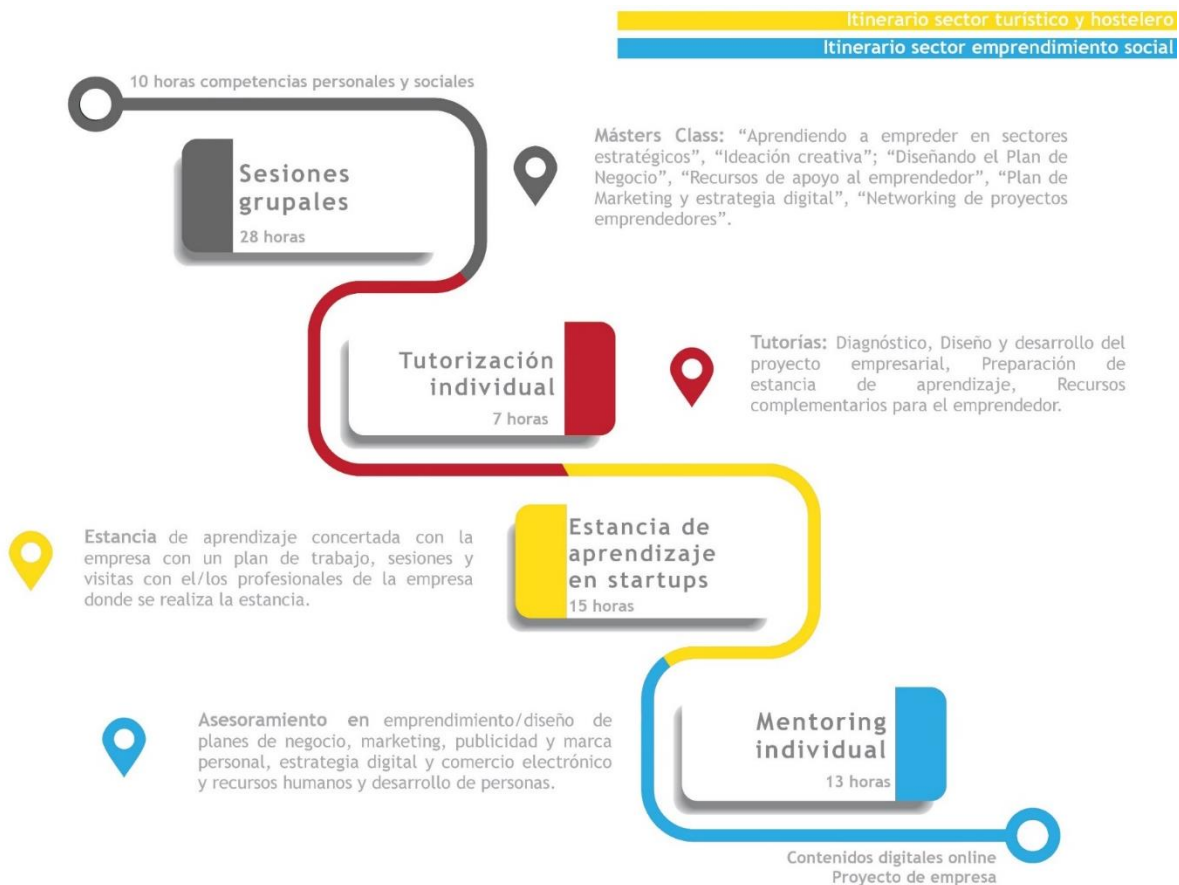 Itinerario sector turístico y hostelero
Itinerario sector emprendimiento social
10 horas competencias personales y sociales
Sesiones
grupales
28 horas
Másters Class: “Aprendiendo a empreder en sectores
estratégicos”, “Ideación creativa”; “Diseñando el Plan de
Negocio”, “Recursos de apoyo al emprendedor”, “Plan de
Marketing y estrategia digital”, “Networking de proyectos
emprendedores”.
Tutorización
individual
7 horas
Tutorías: Diagnóstico, Diseño y desarrollo del
proyecto empresarial, Preparación de
estancia de aprendizaje, Recursos
complementarios para el emprendedor.
Estancia de aprendizaje concertada con la
empresa con un plan de trabajo, sesiones y
visitas con el/los profesionales de la empresa
donde se realiza la estancia.
Estancia de
aprendizaje
en startups
15 horas
Asesoramiento en emprendimiento/diseño de
planes de negocio, marketing, publicidad y marca
personal, estrategia digital y comercio electrónico
y recursos humanos y desarrollo de personas.
Mentoring
individual
13 horas
Contenidos digitales online
Proyecto de empresa